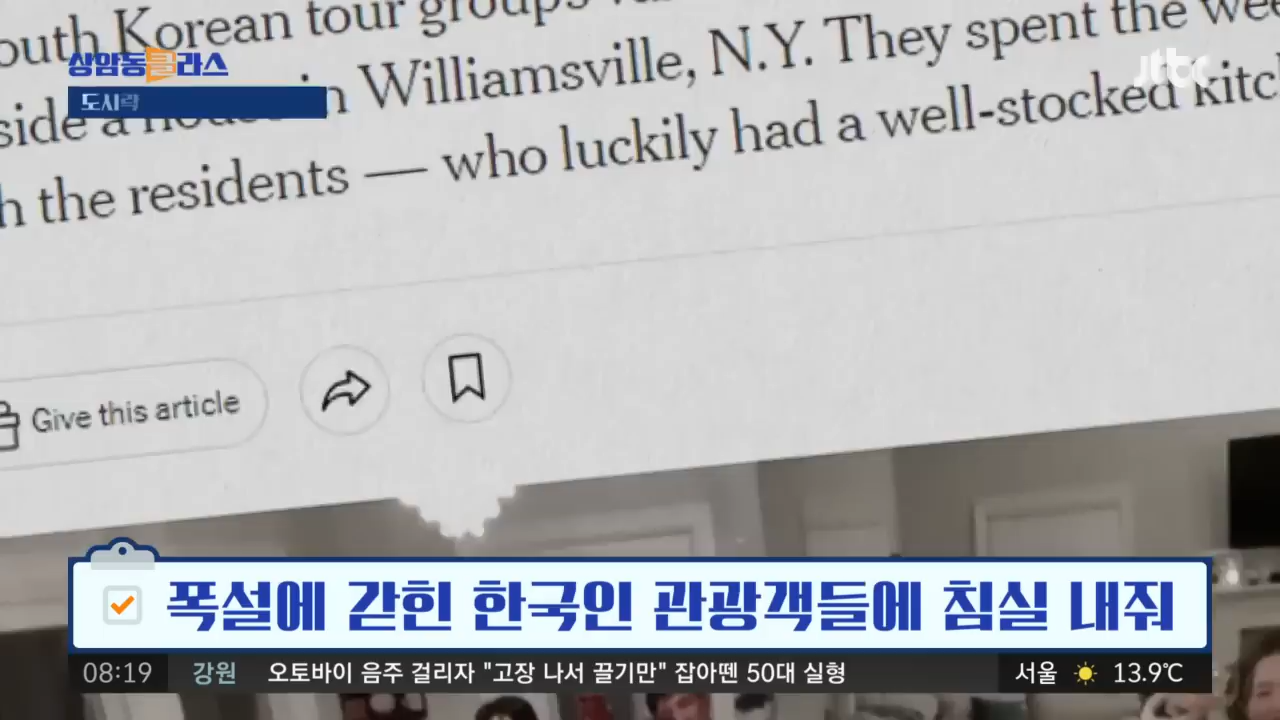 outh Korean tour groups
상암동클라스
jtbc
도시락
n Williamsville, N.Y. They spent the wee
side a house
h the residents — who luckily had a well-stocked kitc
Give this article
폭설에 갇힌 한국인 관광객들에 침실 내줘
08:19 강원 오토바이 음주 걸리자 "고장 나서 끌기만" 잡아뗀 50대 실형 서울 13.9℃